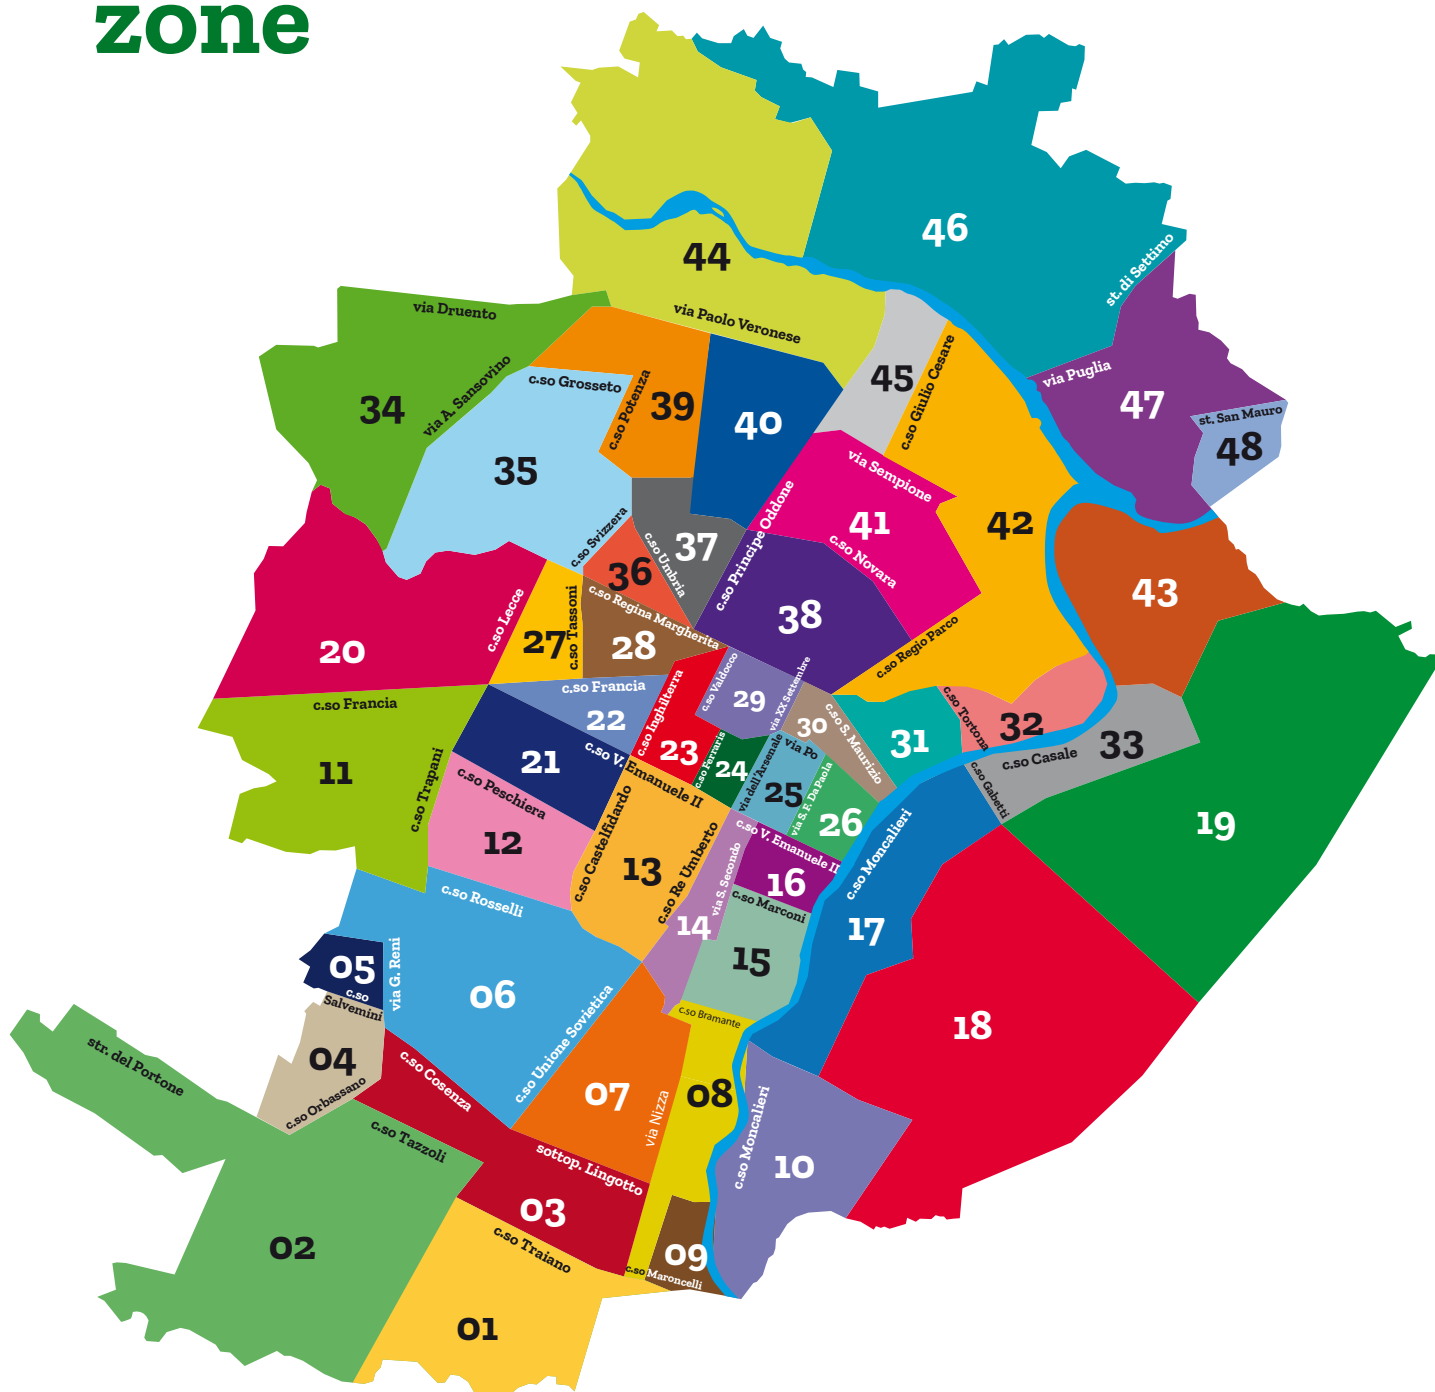 zone
46
44
st. di Settimo
via Druento
via Paolo Veronese
via Puglia
45
c.so Giulio Cesare
47
st. San Mauro
48
34
via A. Sansovino
c.so Grosseto
c.so Potenza
39
40
35
via Sempione
41
42
c.so Principe Oddone
c.so Novara
c.so Svizzera
c.so Umbria
37
36
43
c.so Regina Margherita
38
c.so Regio Parco
20
c.so Lecce
27
c.so Tassoni
28
c.so Francia
c.so Francia
22
c.so Inghilterra
23
c.so Valdocco
29
via XX Settembre
30
c.so S. Maurizio
31
c.so Tortona
32
c.so Casale
33
c.so Gabetti
19
11
c.so Trapani
21
c.so V. Emanuele II
c.so Ferraris
24
via dell'Arsenale
via Po
25
via S. F. Da Paola
26
c.so Peschiera
12
c.so Castelfidardo
13
c.so Re Umberto
c.so V. Emanuele II
via S. Secondo
16
c.so Marconi
14
15
c.so Moncalieri
17
18
c.so Rosselli
05
c.so
Salvemini
via G. Reni
06
c.so Unione Sovietica
c.so Bramante
str. del Portone
04
c.so Orbassano
c.so Cosenza
07
via Nizza
08
c.so Moncalieri
10
c.so Tazzoli
sottop. Lingotto
03
c.so Traiano
02
09
c.so Maroncelli
01